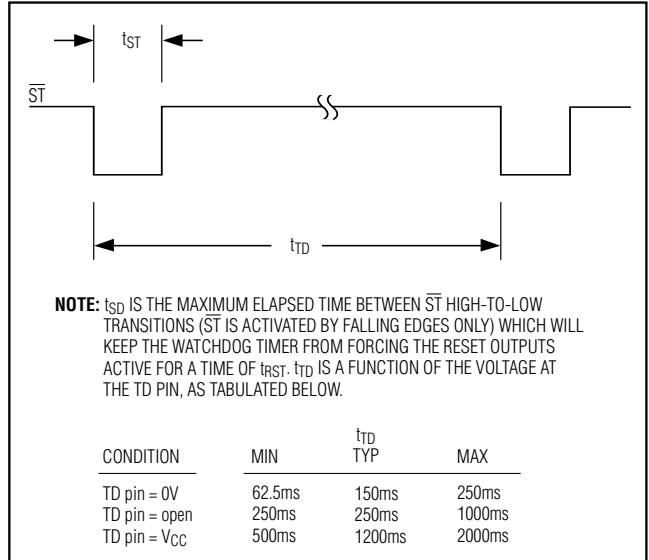 tST
S̅T̅
tTD
NOTE: tSD IS THE MAXIMUM ELAPSED TIME BETWEEN S̅T̅ HIGH-TO-LOW
TRANSITIONS (S̅T̅ IS ACTIVATED BY FALLING EDGES ONLY) WHICH WILL
KEEP THE WATCHDOG TIMER FROM FORCING THE RESET OUTPUTS
ACTIVE FOR A TIME OF tRST. tTD IS A FUNCTION OF THE VOLTAGE AT
THE TD PIN, AS TABULATED BELOW.
tTD
CONDITION MIN TYP MAX
TD pin = 0V 62.5ms 150ms 250ms
TD pin = open 250ms 250ms 1000ms
TD pin = VCC 500ms 1200ms 2000ms